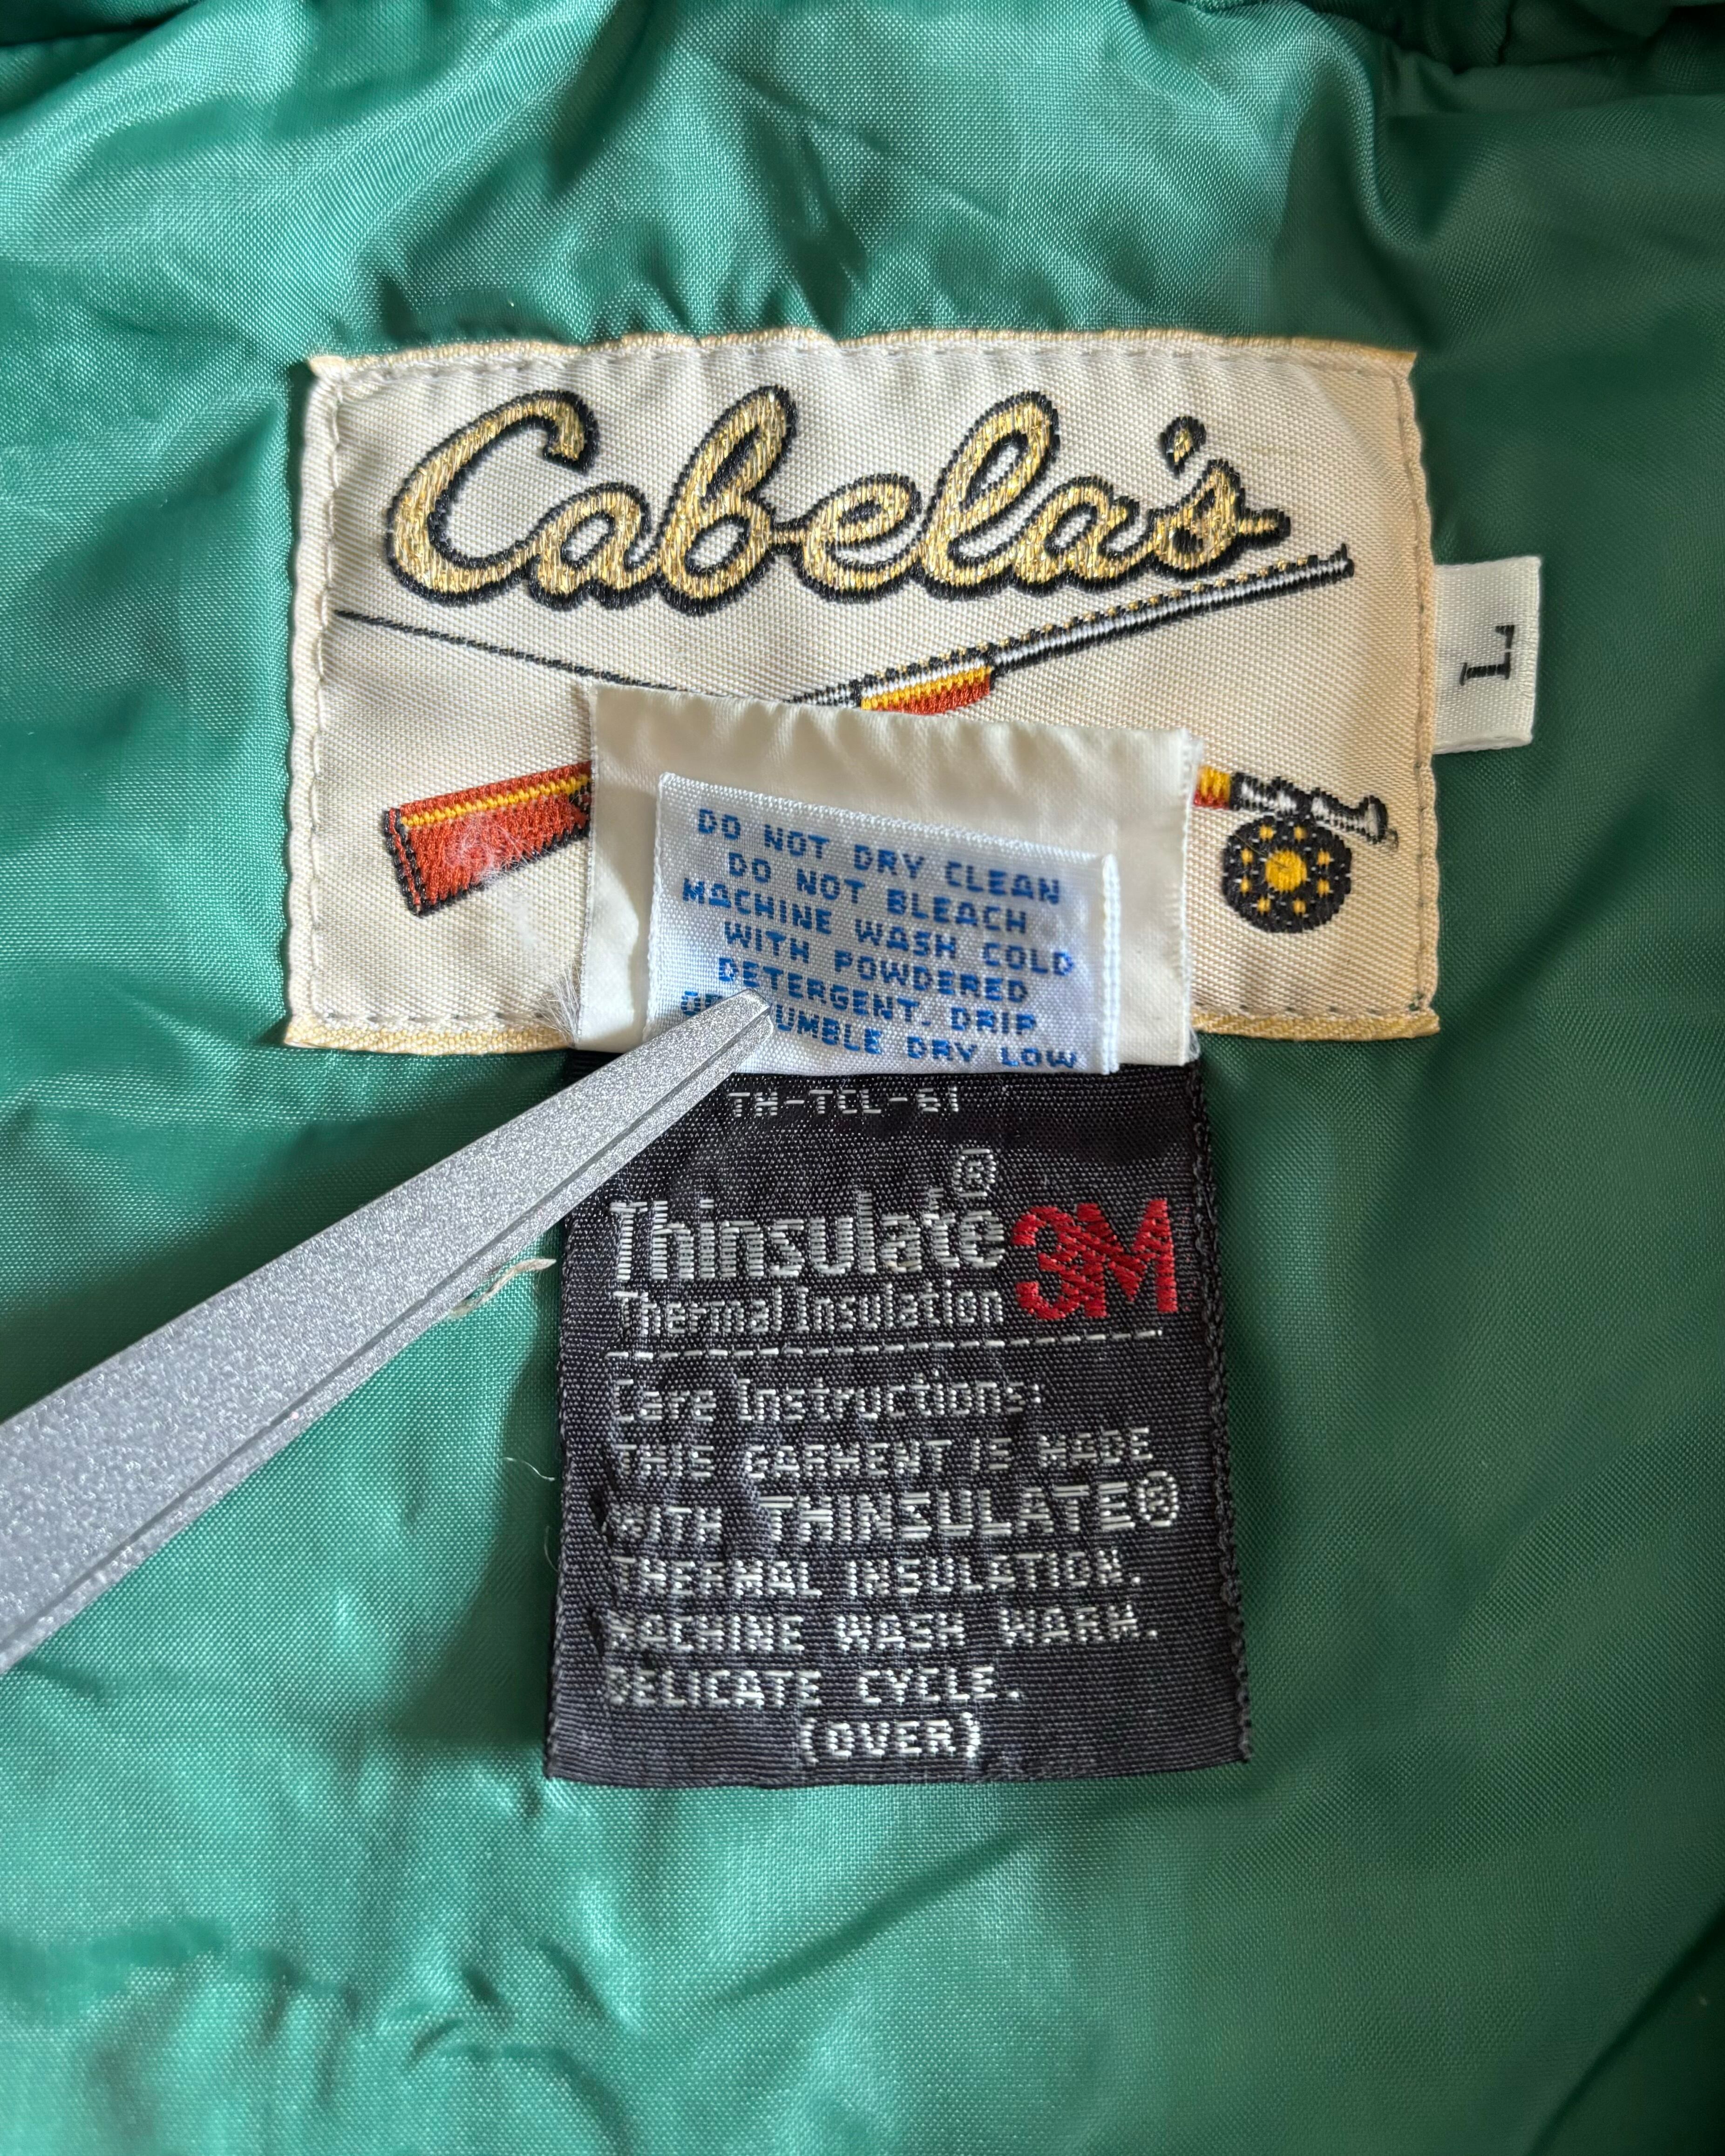 Cabela's
L
DO NOT DRY CLEAN
DO NOT BLEACH
MACHINE WASH COLD
WITH POWDERED
DETERGENT. DRIP
TUMBLE DRY LOW
TH-TCL-61
Thinsulate® 3M
Thermal Insulation
Care Instructions:
THIS GARMENT IS MADE
WITH THINSULATE®
THERMAL INSULATION.
MACHINE WASH WARM.
DELICATE CYCLE.
(OVER)